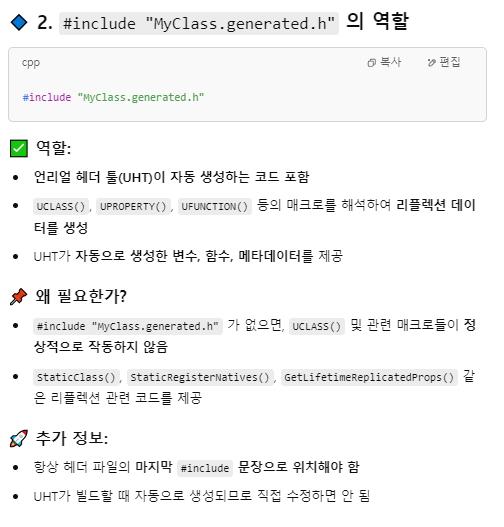 🔷 2. #include "MyClass.generated.h" 의 역할
cpp 복사 편집
#include "MyClass.generated.h"
✅ 역할:
• 언리얼 헤더 툴(UHT)이 자동 생성하는 코드 포함
• UCLASS(), UPROPERTY(), UFUNCTION() 등의 매크로를 해석하여 리플렉션 데이
터를 생성
• UHT가 자동으로 생성한 변수, 함수, 메타데이터를 제공
📌 왜 필요한가?
• #include "MyClass.generated.h" 가 없으면, UCLASS() 및 관련 매크로들이 정
상적으로 작동하지 않음
• StaticClass(), StaticRegisterNatives(), GetLifetimeReplicatedProps() 같
은 리플렉션 관련 코드를 제공
🚀 추가 정보:
• 항상 헤더 파일의 마지막 #include 문장으로 위치해야 함
• UHT가 빌드할 때 자동으로 생성되므로 직접 수정하면 안 됨